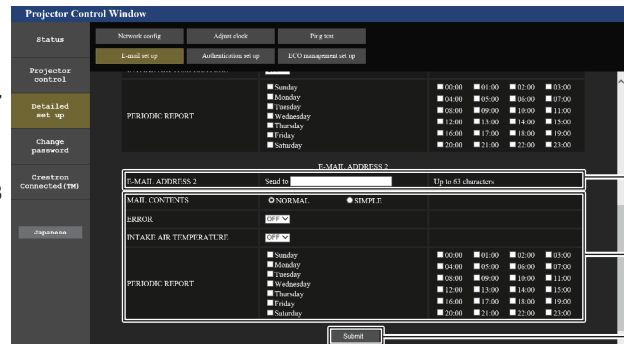 Projector Control Window
Status
Projector
control
Detailed
set up
Change
password
Crestron
Connected(TM)
Japanese
Network config
Adjust clock
Ping test
E-mail set up
Authentication set up
ECO management set up
PERIODIC REPORT
Sunday
Monday
Tuesday
Wednesday
Thursday
Friday
Saturday
00:00 01:00 02:00 03:00
04:00 05:00 06:00 07:00
08:00 09:00 10:00 11:00
12:00 13:00 14:00 15:00
16:00 17:00 18:00 19:00
20:00 21:00 22:00 23:00
E-MAIL ADDRESS 2
E-MAIL ADDRESS 2 Send to Up to 63 characters
MAIL CONTENTS NORMAL SIMPLE
ERROR OFF
INTAKE AIR TEMPERATURE OFF
PERIODIC REPORT
Sunday
Monday
Tuesday
Wednesday
Thursday
Friday
Saturday
00:00 01:00 02:00 03:00
04:00 05:00 06:00 07:00
08:00 09:00 10:00 11:00
12:00 13:00 14:00 15:00
16:00 17:00 18:00 19:00
20:00 21:00 22:00 23:00
Submit